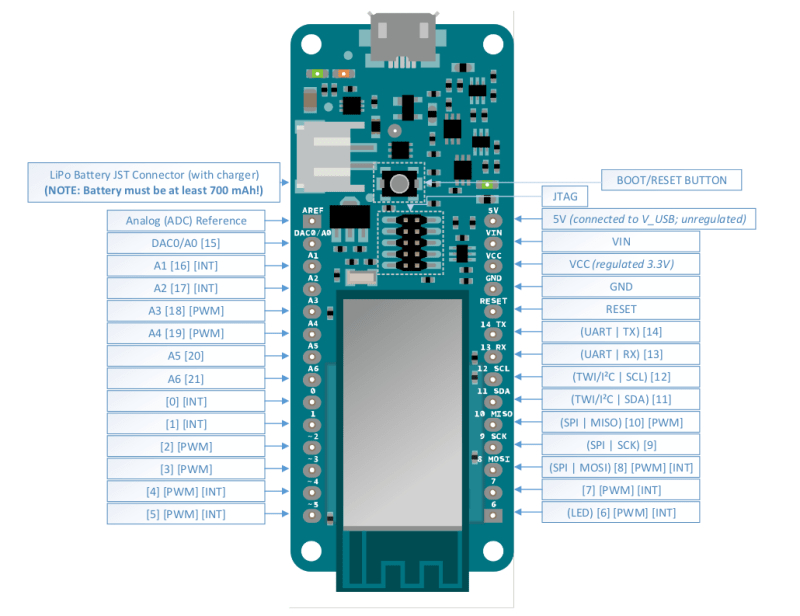 LiPo Battery JST Connector (with charger)
(NOTE: Battery must be at least 700 mAh!)
Analog (ADC) Reference
DAC0/A0 [15]
A1 [16] [INT]
A2 [17] [INT]
A3 [18] [PWM]
A4 [19] [PWM]
A5 [20]
A6 [21]
[0] [INT]
[1] [INT]
[2] [PWM]
[3] [PWM]
[4] [PWM] [INT]
[5] [PWM] [INT]
AREF
DAC0/A0
A1
A2
A3
A4
A5
A6
0
1
~2
~3
~4
~5
5V
VIN
VCC
GND
RESET
14 TX
13 RX
12 SCL
11 SDA
10 MISO
9 SCK
8 MOSI
7
6
BOOT/RESET BUTTON
JTAG
5V (connected to V_USB; unregulated)
VIN
VCC (regulated 3.3V)
GND
RESET
(UART | TX) [14]
(UART | RX) [13]
(TWI/I²C | SCL) [12]
(TWI/I²C | SDA) [11]
(SPI | MISO) [10] [PWM]
(SPI | SCK) [9]
(SPI | MOSI) [8] [PWM] [INT]
[7] [PWM] [INT]
(LED) [6] [PWM] [INT]